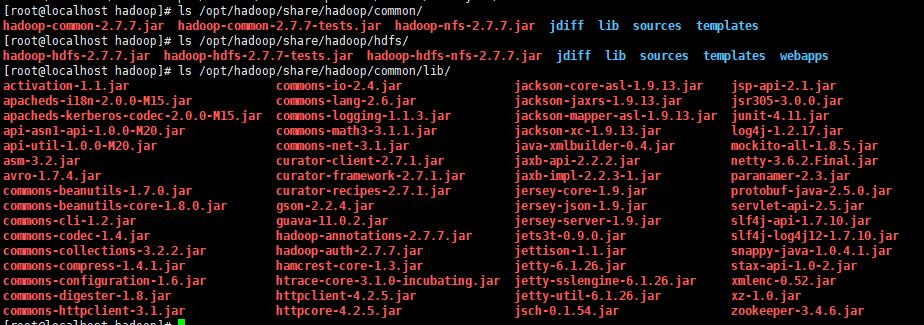 [root@localhost hadoop]# ls /opt/hadoop/share/hadoop/common/
hadoop-common-2.7.7.jar hadoop-common-2.7.7-tests.jar hadoop-nfs-2.7.7.jar jdiff lib sources templates
[root@localhost hadoop]# ls /opt/hadoop/share/hadoop/hdfs/
hadoop-hdfs-2.7.7.jar hadoop-hdfs-2.7.7-tests.jar hadoop-hdfs-nfs-2.7.7.jar jdiff lib sources templates webapps
[root@localhost hadoop]# ls /opt/hadoop/share/hadoop/common/lib/
activation-1.1.jar commons-io-2.4.jar jackson-core-asl-1.9.13.jar jsp-api-2.1.jar
apacheds-i18n-2.0.0-M15.jar commons-lang-2.6.jar jackson-jaxrs-1.9.13.jar jsr305-3.0.0.jar
apacheds-kerberos-codec-2.0.0-M15.jar commons-logging-1.1.3.jar jackson-mapper-asl-1.9.13.jar junit-4.11.jar
api-asn1-api-1.0.0-M20.jar commons-math3-3.1.1.jar jackson-xc-1.9.13.jar log4j-1.2.17.jar
api-util-1.0.0-M20.jar commons-net-3.1.jar java-xmlbuilder-0.4.jar mockito-all-1.8.5.jar
asm-3.2.jar curator-client-2.7.1.jar jaxb-api-2.2.2.jar netty-3.6.2.Final.jar
avro-1.7.4.jar curator-framework-2.7.1.jar jaxb-impl-2.2.3-1.jar paranamer-2.3.jar
commons-beanutils-1.7.0.jar curator-recipes-2.7.1.jar jersey-core-1.9.jar protobuf-java-2.5.0.jar
commons-beanutils-core-1.8.0.jar gson-2.2.4.jar jersey-json-1.9.jar servlet-api-2.5.jar
commons-cli-1.2.jar guava-11.0.2.jar jersey-server-1.9.jar slf4j-api-1.7.10.jar
commons-codec-1.4.jar hadoop-annotations-2.7.7.jar jets3t-0.9.0.jar slf4j-log4j12-1.7.10.jar
commons-collections-3.2.2.jar hadoop-auth-2.7.7.jar jettison-1.1.jar snappy-java-1.0.4.1.jar
commons-compress-1.4.1.jar hamcrest-core-1.3.jar jetty-6.1.26.jar stax-api-1.0-2.jar
commons-configuration-1.6.jar htrace-core-3.1.0-incubating.jar jetty-sslengine-6.1.26.jar xmlenc-0.52.jar
commons-digester-1.8.jar httpclient-4.2.5.jar jetty-util-6.1.26.jar xz-1.0.jar
commons-httpclient-3.1.jar httpcore-4.2.5.jar jsch-0.1.54.jar zookeeper-3.4.6.jar
[root@localhost hadoop]#